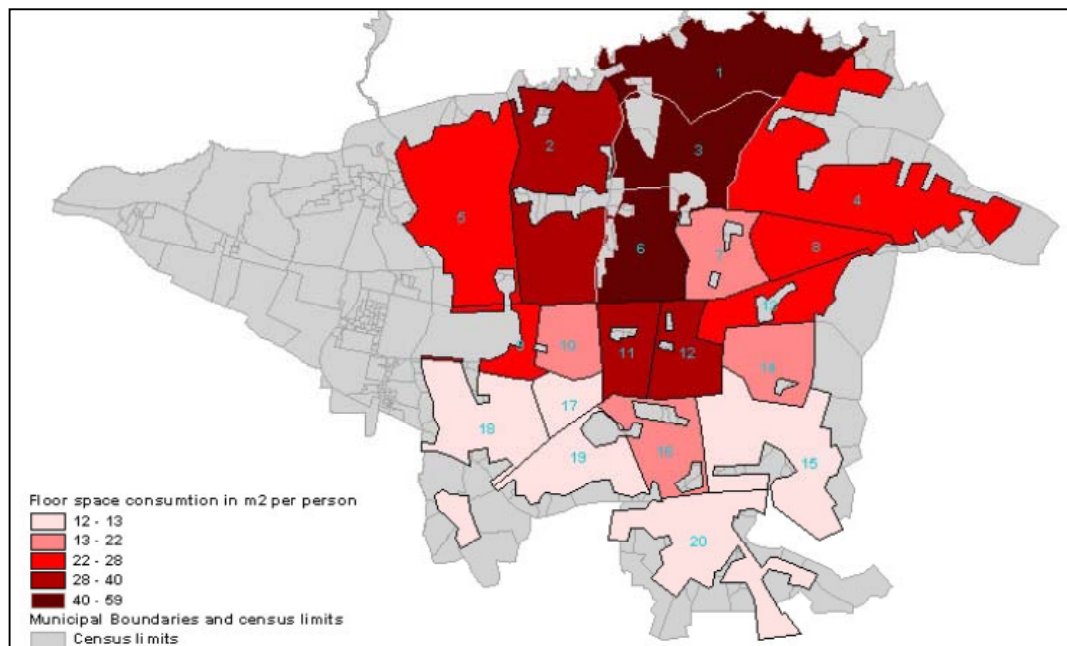 1
2
3
5
4
6
7
8
13
9
10
11
12
14
17
18
19
16
15
20
Floor space consumtion in m2 per person
12 - 13
13 - 22
22 - 28
28 - 40
40 - 59
Municipal Boundaries and census limits
Census limits